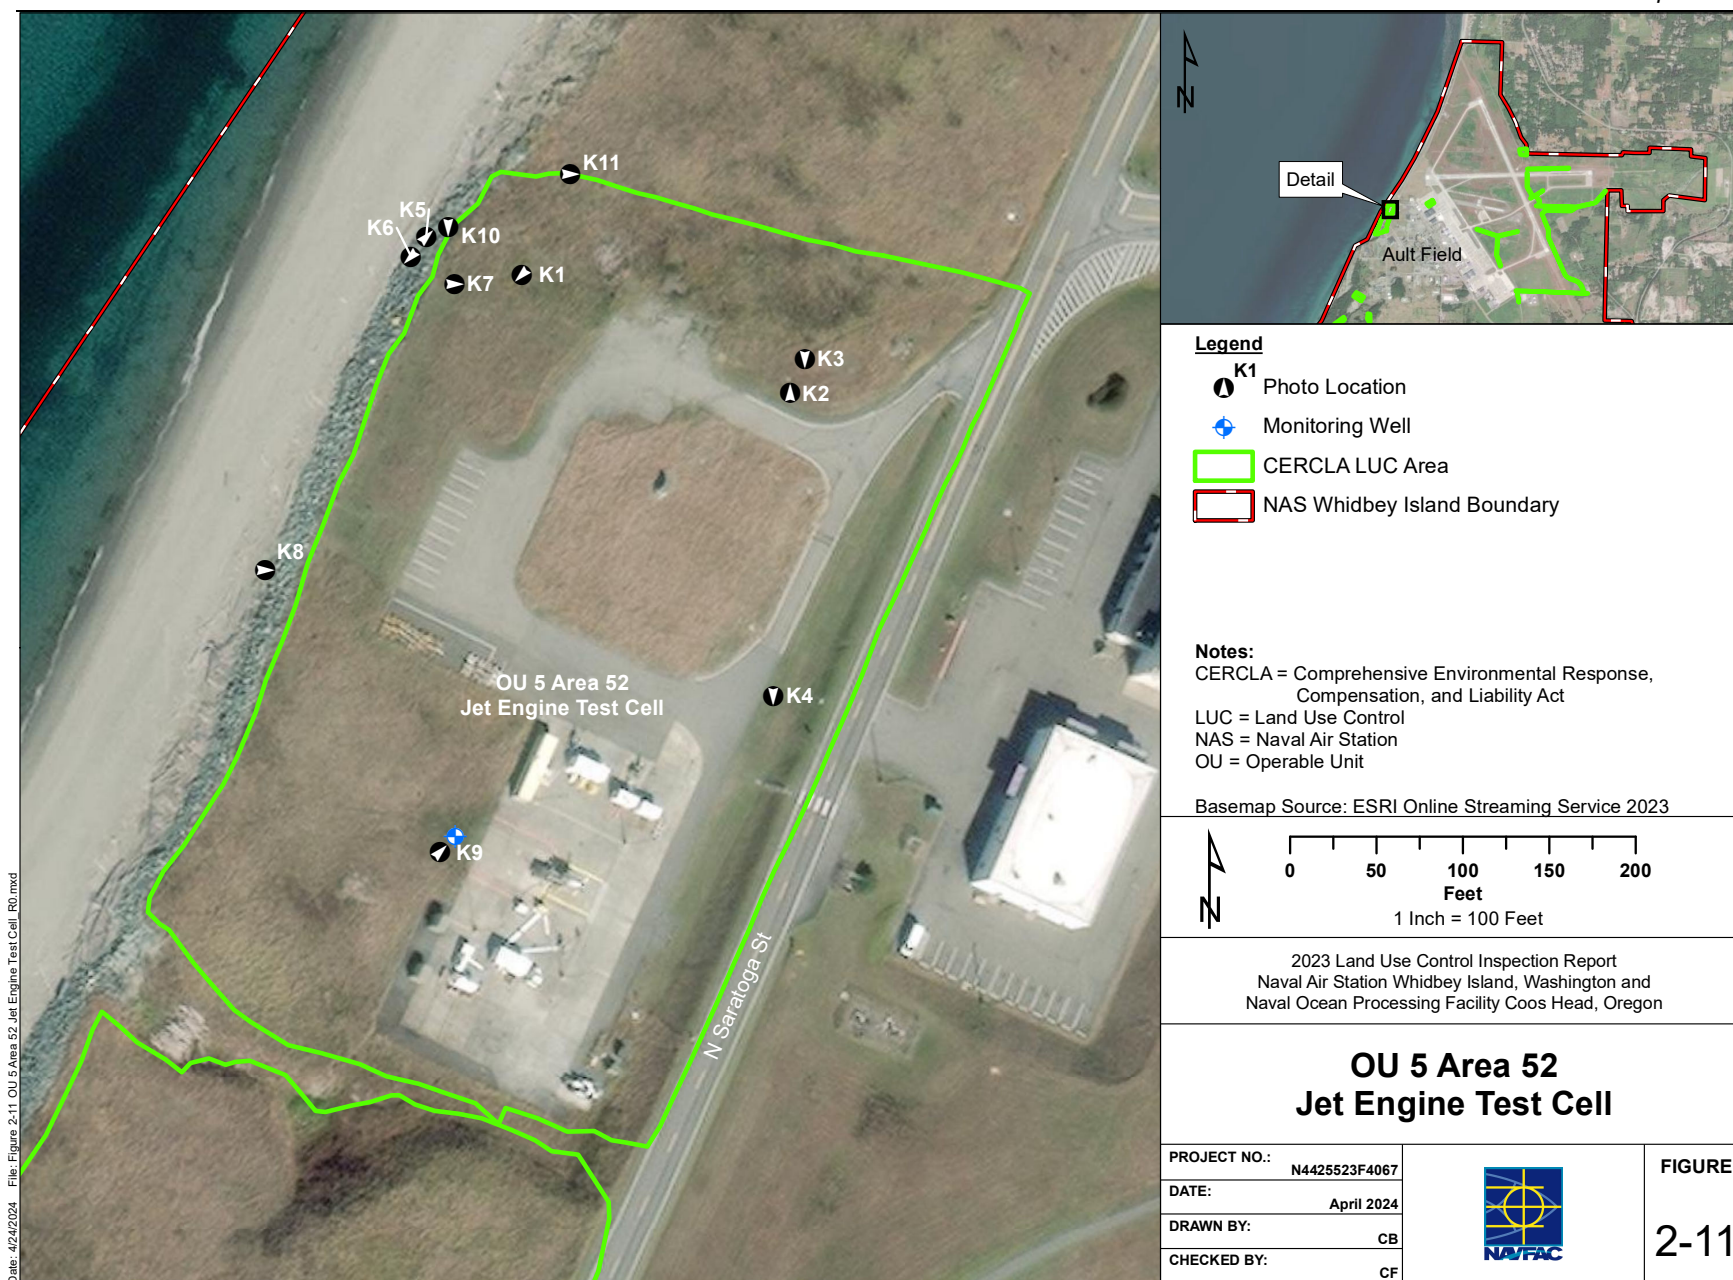 K11
K5
K6
K10
K7
K1
K3
K2
K8
OU 5 Area 52
Jet Engine Test Cell
K4
K9
N Saratoga St
Date: 4/24/2024 File: Figure 2-11 OU 5 Area 52 Jet Engine Test Cell_R0.mxd
N
Detail
Ault Field
Legend
K1
Photo Location
Monitoring Well
CERCLA LUC Area
NAS Whidbey Island Boundary
Notes:
CERCLA = Comprehensive Environmental Response,
Compensation, and Liability Act
LUC = Land Use Control
NAS = Naval Air Station
OU = Operable Unit
Basemap Source: ESRI Online Streaming Service 2023
N
0 50 100 150 200
Feet
1 Inch = 100 Feet
2023 Land Use Control Inspection Report
Naval Air Station Whidbey Island, Washington and
Naval Ocean Processing Facility Coos Head, Oregon
OU 5 Area 52
Jet Engine Test Cell
PROJECT NO.: N4425523F4067
DATE: April 2024
DRAWN BY: CB
CHECKED BY: CF
NAVFAC
FIGURE
2-11